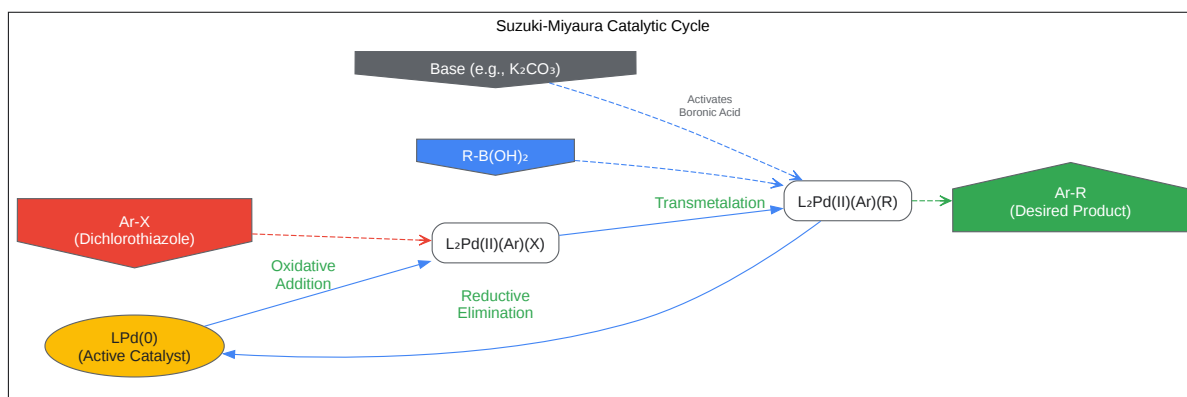 Suzuki-Miyaura Catalytic Cycle
Base (e.g., K₂CO₃)
Activates
Boronic Acid
R-B(OH)₂
Ar-X
(Dichlorothiazole)
Oxidative
Addition
L₂Pd(II)(Ar)(X)
Transmetalation
L₂Pd(II)(Ar)(R)
Ar-R
(Desired Product)
Reductive
Elimination
LPd(0)
(Active Catalyst)